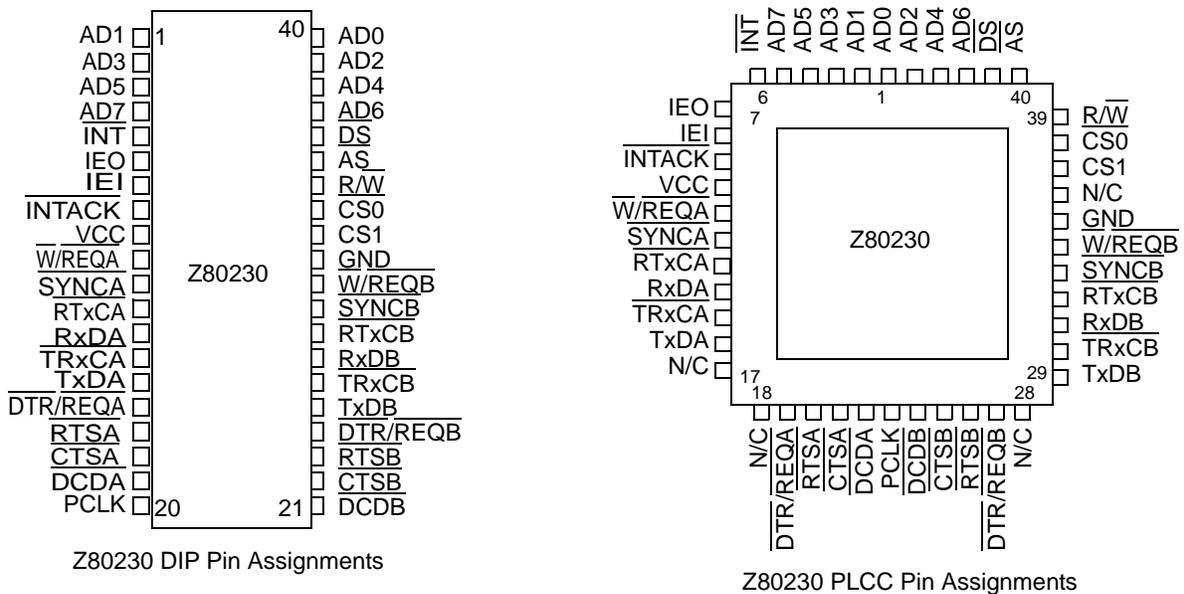 AD1 1 40 AD0
AD3 AD2
AD5 AD4
AD7 AD6
INT DS
IEO AS
IEI R/W
INTACK CS0
VCC CS1
W/REQA GND
Z80230
SYNCA W/REQB
RTxCA SYNCB
RxDA RTxCB
TRxCA RxDB
TxDA TRxCB
DTR/REQA TxDB
RTSA DTR/REQB
CTSA RTSB
DCDA CTSB
PCLK 20 21 DCDB
Z80230 DIP Pin Assignments
INT AD7 AD5 AD3 AD1 AD0 AD2 AD4 AD6 DS AS
6 1 40
7 39
IEO R/W
IEI CS0
INTACK CS1
VCC N/C
W/REQA GND
SYNCA W/REQB
Z80230
RTxCA SYNCB
RxDA RTxCB
TRxCA RxDB
TxDA TRxCB
N/C TxDB
17 29
18 28
N/C DTR/REQA RTSA CTSA DCDA PCLK DCDB CTSB RTSB DTR/REQB N/C
Z80230 PLCC Pin Assignments